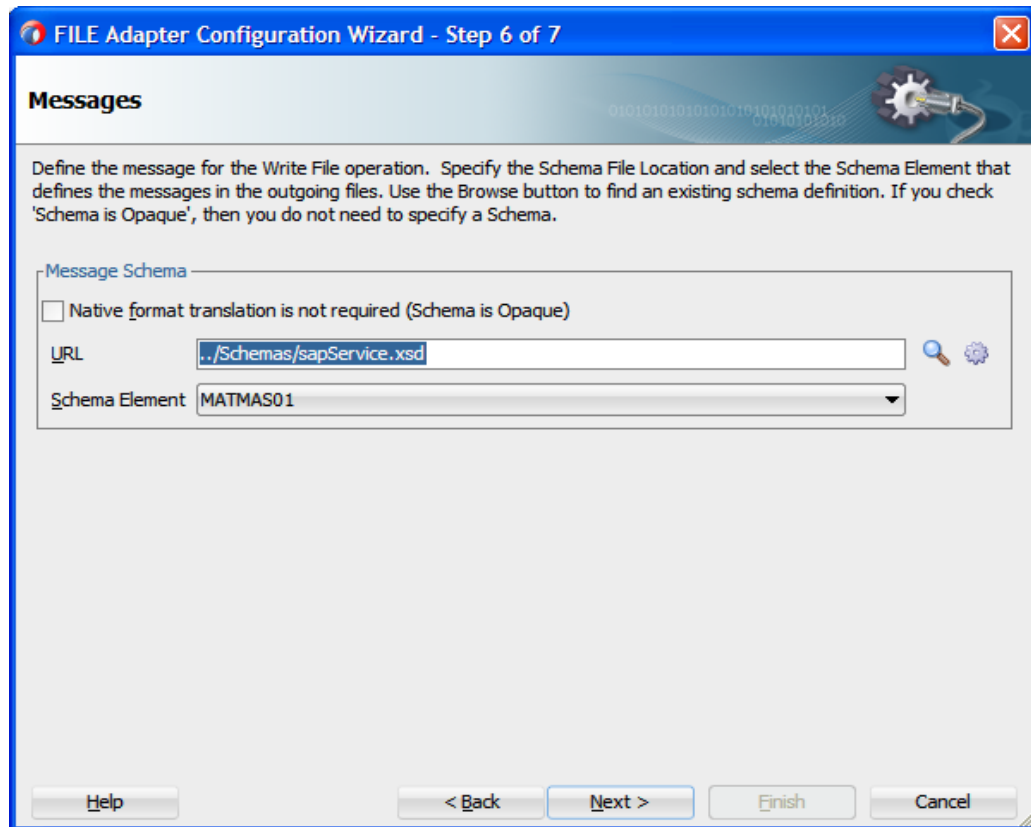 FILE Adapter Configuration Wizard - Step 6 of 7
Messages
010101010101010101010101010101
01010101010
Define the message for the Write File operation.  Specify the Schema File Location and select the Schema Element that
defines the messages in the outgoing files. Use the Browse button to find an existing schema definition. If you check
'Schema is Opaque', then you do not need to specify a Schema.
Message Schema
Native format translation is not required (Schema is Opaque)
URL ../Schemas/sapService.xsd
Schema Element MATMAS01
Help < Back Next > Finish Cancel